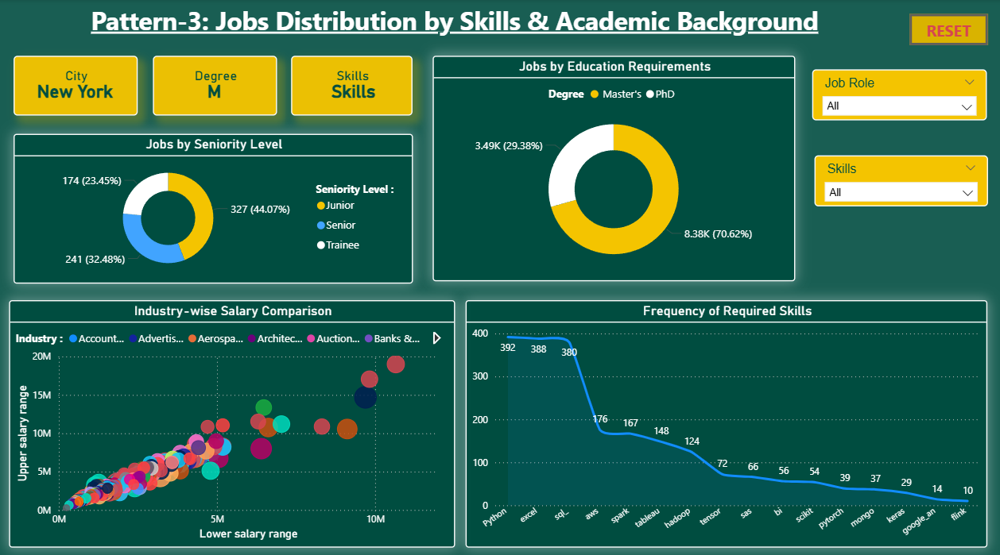 Pattern-3: Jobs Distribution by Skills & Academic Background
RESET
City
New York
Degree
M
Skills
Skills
Jobs by Education Requirements
Degree Master's PhD
3.49K (29.38%)
8.38K (70.62%)
Job Role
All
Skills
All
Jobs by Seniority Level
174 (23.45%)
327 (44.07%)
241 (32.48%)
Seniority Level :
Junior
Senior
Trainee
Industry-wise Salary Comparison
Industry : Account... Advertis... Aerospa... Architec... Auction... Banks &...
Upper salary range
20M
15M
10M
5M
0M
0M 5M 10M
Lower salary range
Frequency of Required Skills
400
300
200
100
0
392 388 380 176 167 148 124 72 66 56 54 39 37 29 14 10
Python excel sql_ aws spark tableau hadoop tensor sas bi scikit pytorch mongo keras google_an flink